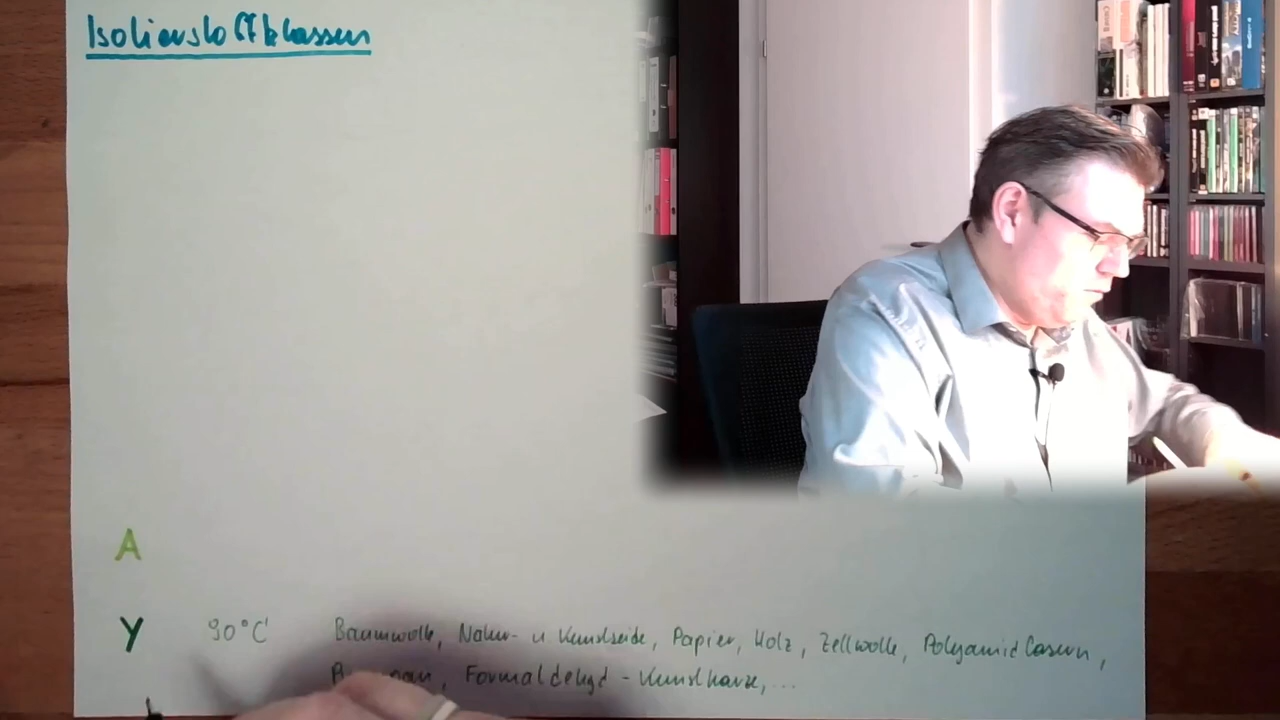 Isolierstoffklassen
A
Y 90°C Baumwolle, Natur- u Kunstseide, Papier, Holz, Zellwolle, Polyamidfasern,
Formaldehyd - Kunstharze, ...